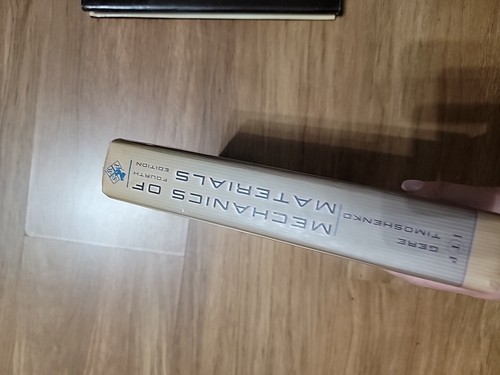 GERE
TIMOSHENKO
MECHANICS OF
MATERIALS
FOURTH
EDITION